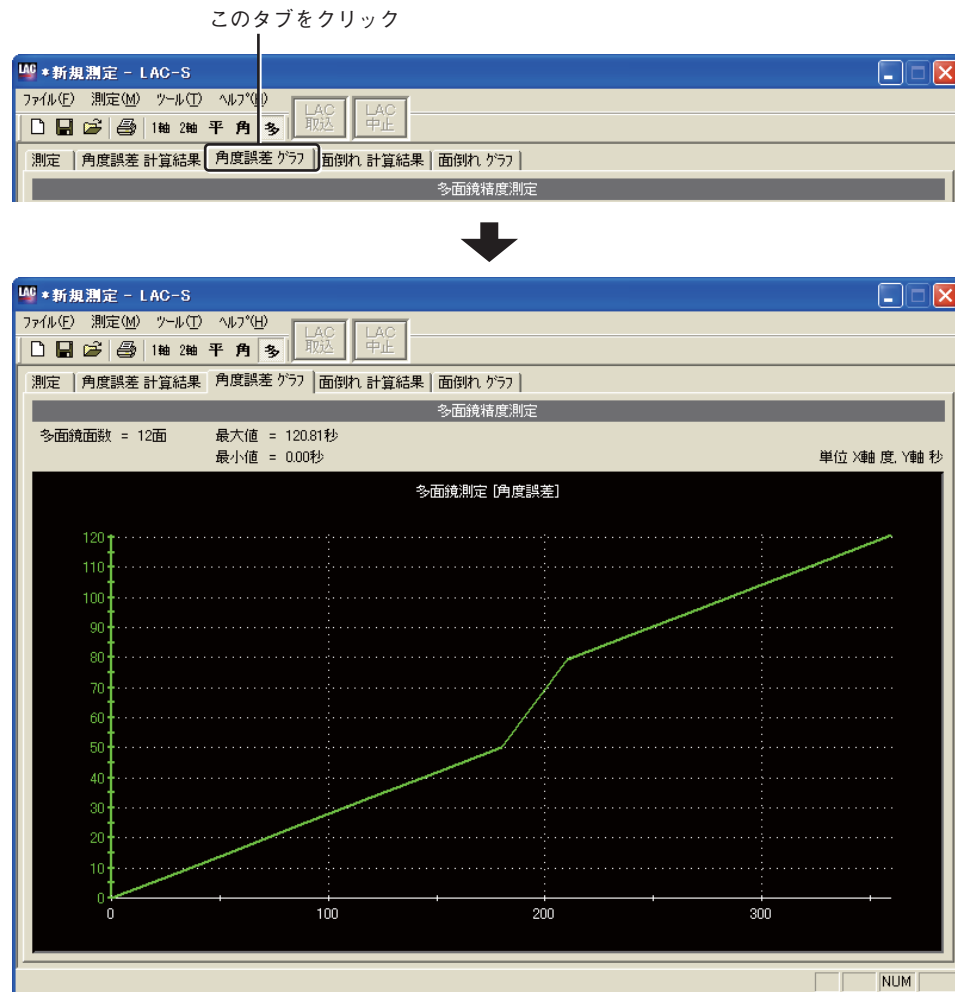 このタブをクリック
LAC *新規測定 - LAC-S
ファイル(F) 測定(M) ツール(T) ヘルプ(H)
LAC 取込 LAC 中止
1軸 2軸 平 角 多
測定 角度誤差 計算結果 角度誤差 グラフ 面倒れ 計算結果 面倒れ グラフ
多面鏡精度測定
LAC *新規測定 - LAC-S
ファイル(F) 測定(M) ツール(T) ヘルプ(H)
LAC 取込 LAC 中止
1軸 2軸 平 角 多
測定 角度誤差 計算結果 角度誤差 グラフ 面倒れ 計算結果 面倒れ グラフ
多面鏡精度測定
多面鏡面数 = 12面 最大値 = 120.81秒
最小値 = 0.00秒 単位 X軸 度, Y軸 秒
多面鏡測定 [角度誤差]
120
110
100
90
80
70
60
50
40
30
20
10
0
0 100 200 300
NUM